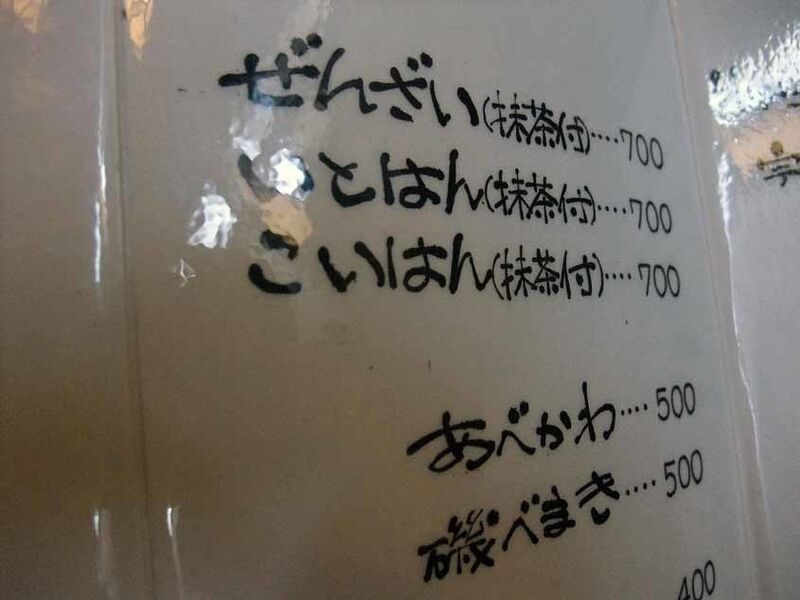 ぜんざい(抹茶付)····700
いとはん(抹茶付)····700
こいはん(抹茶付)····700
あべかわ····500
磯べまき····500
400